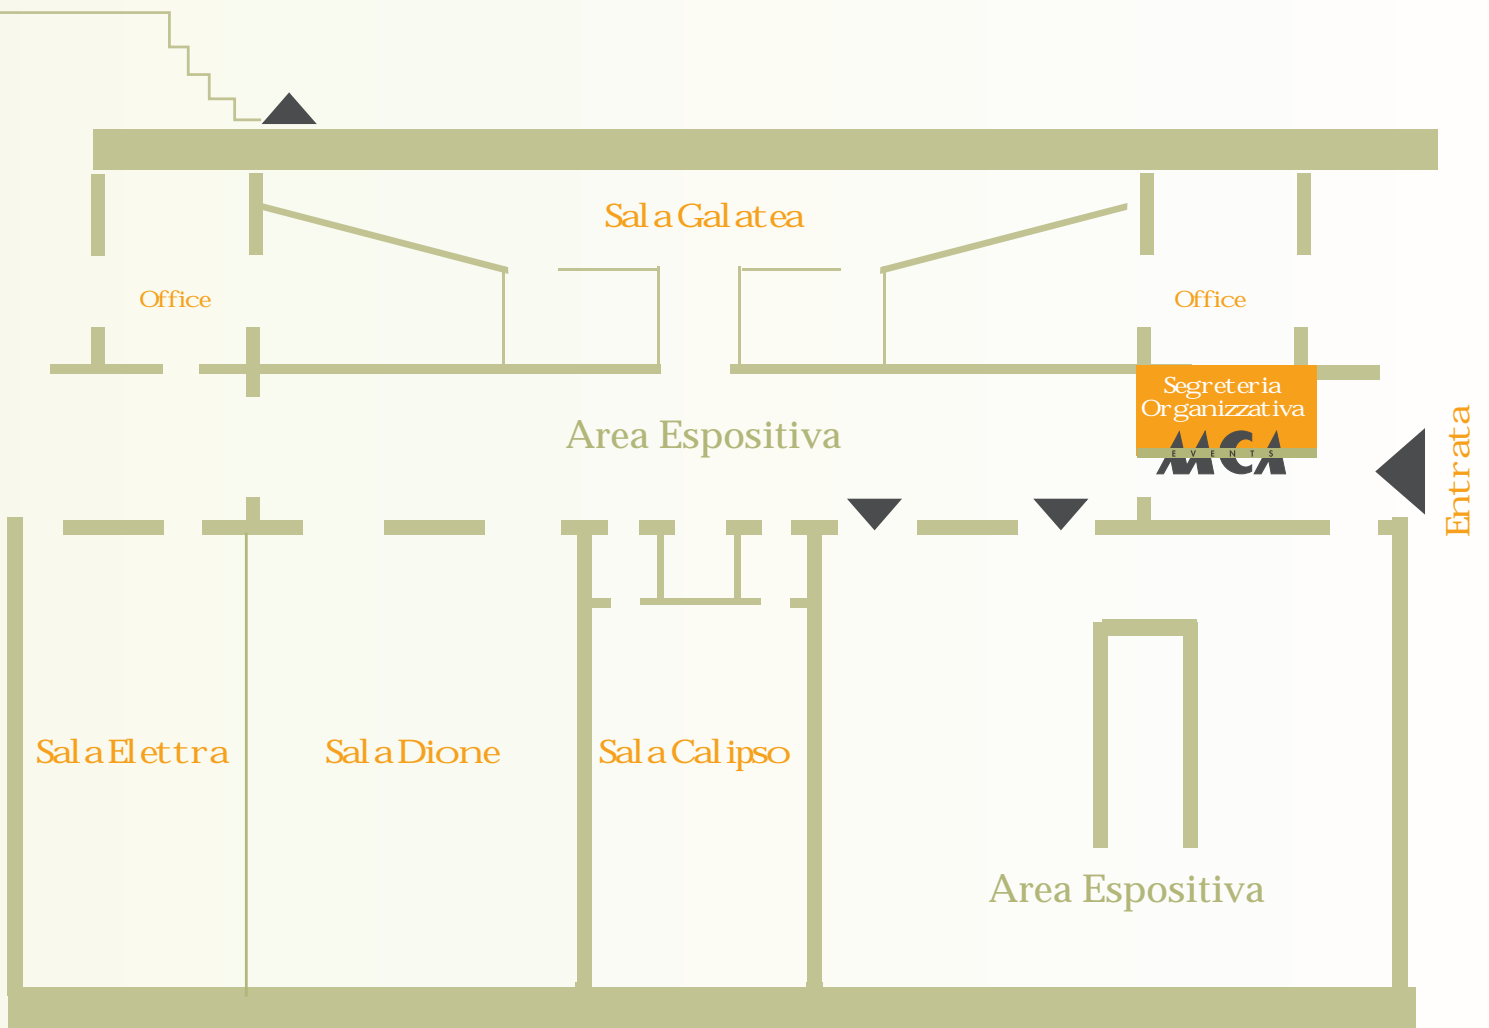 Sala Galatea
Office
Office
Segreteria
Organizzativa
MCA
EVENTS
Entrata
Area Espositiva
Sala Elettra
Sala Dione
Sala Calipso
Area Espositiva